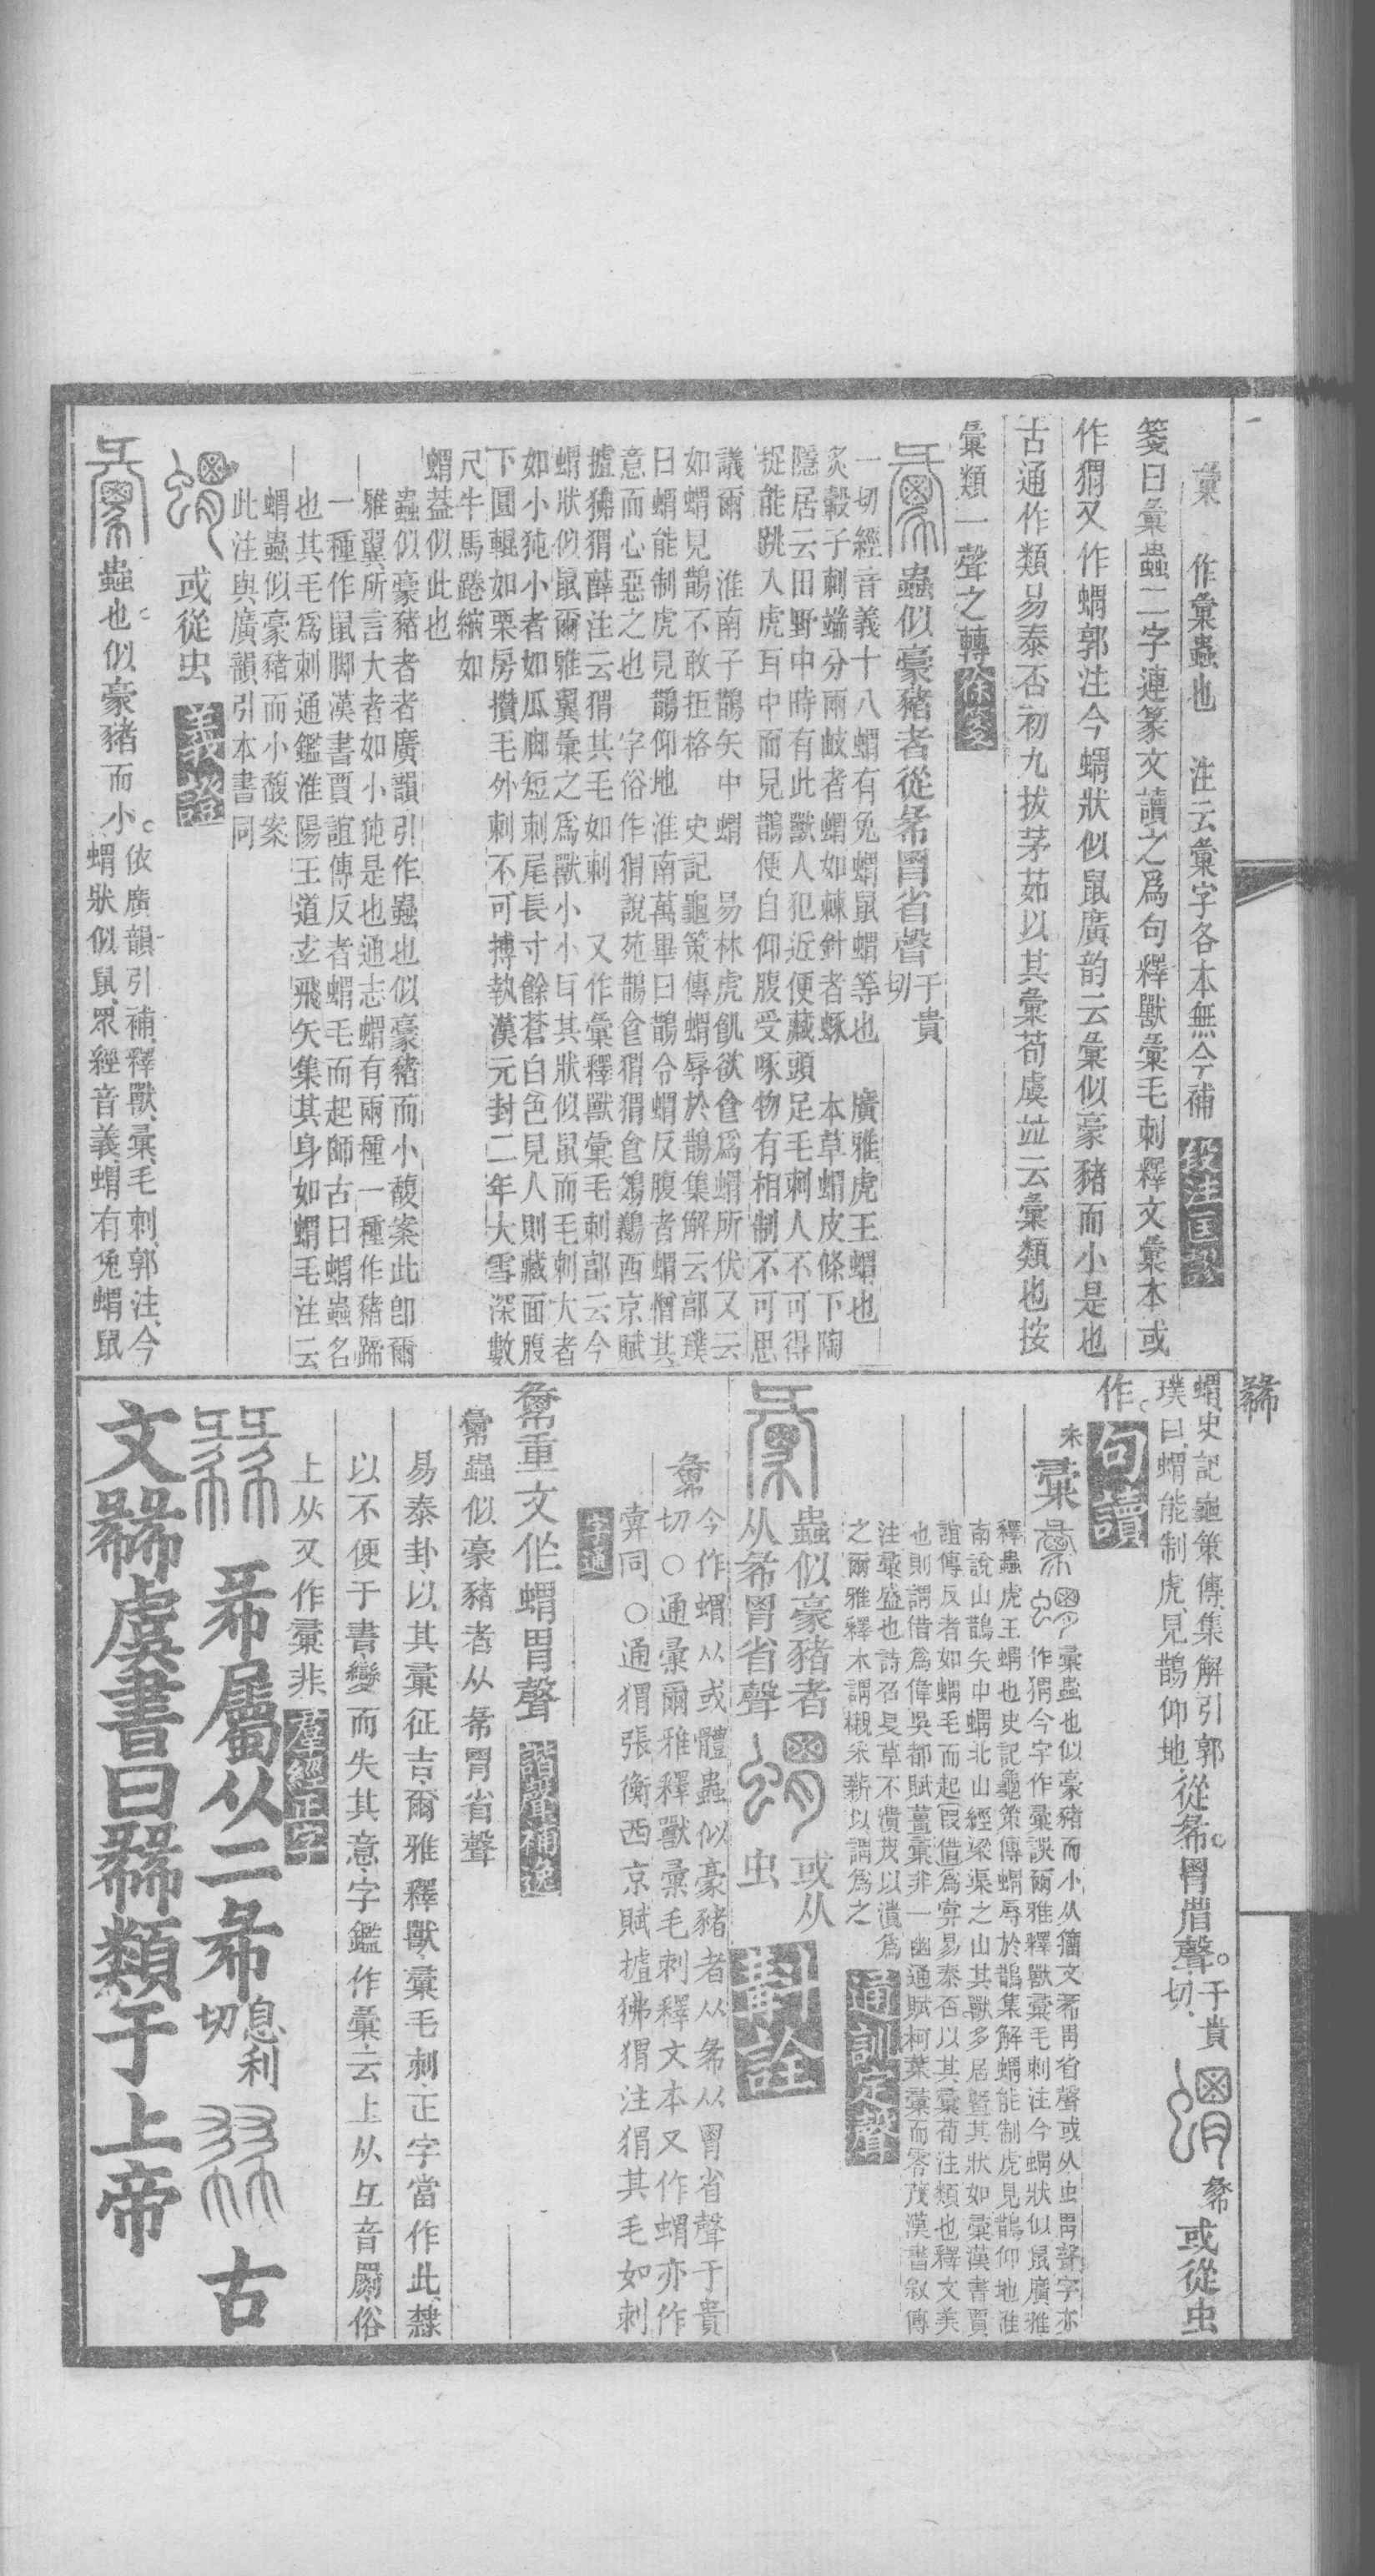 彙　作彙蟲也　注云彙字各本無今補　段注匡謬
箋曰彙蟲二字連篆文讀之爲句釋獸彙毛刺釋文彙本或
作猬又作蝟郭注今蝟狀似鼠廣韵云彙似豪豬而小是也
古通作類易泰否初九拔茅茹以其彙荀虞竝云彙類也按
彙類一聲之轉　徐箋
蟲似豪豬者從㣇胃省聲于貴切
一切經音義十八蝟有兔蝟鼠蝟等也　廣雅虎王蝟也
炙轂子刺端分兩岐者蝟如棘針者蝝　本草蝟皮條下陶
隱居云田野中時有此獸人犯近便藏頭足毛刺人不可得
捉能跳入虎耳中而見鵲便自仰腹受啄物有相制不可思
議爾　淮南子鵲矢中蝟　易林虎飢欲食爲蝟所伏又云
如蝟見鵲不敢拒格　史記龜策傳蝟辱於鵲集解云郭璞
曰蝟能制虎見鵲仰地　淮南萬畢曰鵲令蝟反腹者蝟憎其
意而心惡之也　字俗作猬說苑鵲食猬猬食鵕鸃西京賦
摣狒猬薛注云猬其毛如刺　又作彙釋獸彙毛刺部云今
蝟狀似鼠爾雅翼彙之爲獸小小耳其狀似鼠而毛刺大者
如小㹠小者如瓜脚短刺尾長寸餘蒼白色見人則藏面腹
下圓輥如栗房攢毛外刺不可搏執漢元封二年大雪深數
尺牛馬踡縮如
蝟葢似此也
蟲似豪豬者者廣韻引作蟲也似豪豬而小馥案此卽爾
雅翼所言大者如小㹠是也通志蝟有兩種一種作豬蹄
一種作鼠脚漢書賈誼傳反者蝟毛而起師古曰蝟蟲名
也其毛爲刺通鑑淮陽王道玄飛矢集其身如蝟毛注云
蝟蟲似豪豬而小馥案
此注與廣韻引本書同
或從虫　義證
蟲也似豪豬而小依廣韻引補釋獸彙毛刺郭注今
蝟狀似鼠眾經音義蝟有兔蝟鼠
蝟史記龜策傳集解引郭
璞曰蝟能制虎見鵲仰地從㣇胃省聲于貴切　或從虫
作　句讀
彙　彙蟲也似豪豬而小从籀文㣇胃省聲或从虫胃聲字亦
作猬今字作彙誤爾雅釋獸彙毛刺注今蝟狀似鼠廣雅
釋蟲虎王蝟也史記龜策傳蝟辱於鵲集解蝟能制虎見鵲仰地淮
南說山鵲矢中蝟北山經梁渠之山其獸多居暨其狀如彙漢書賈
誼傳反者如蝟毛而起假借爲㝱易泰否以其彙荀注類也釋文美
也則謂借爲偉吳都賦薑彙非一幽通賦柯葉彙而零茂漢書敘傳
注彙盛也詩召旻草不潰茂以潰爲
之爾雅釋木謂櫬采薪以謂爲之　通訓定聲
蟲似豪豬者
从㣇胃省聲　或从
虫　斠詮
今作蝟从或體蟲似豪豬者从㣇从胃省聲于貴
切○通彙爾雅釋獸彙毛刺釋文本又作蝟亦作
同○通猬張衡西京賦摣狒猬注猬其毛如刺
字通
重文作蝟胃聲　諧聲補逸
蟲似豪豬者从㣇胃省聲
易泰卦以其彙征吉爾雅釋獸彙毛刺正字當作此隸
以不便于書變而失其意字鑑作彙云上从彑音罽俗
上从又作彙非　羣經正字
㣇屬从二㣇息利切　古
文𧰲虞書曰𧰲類于上帝